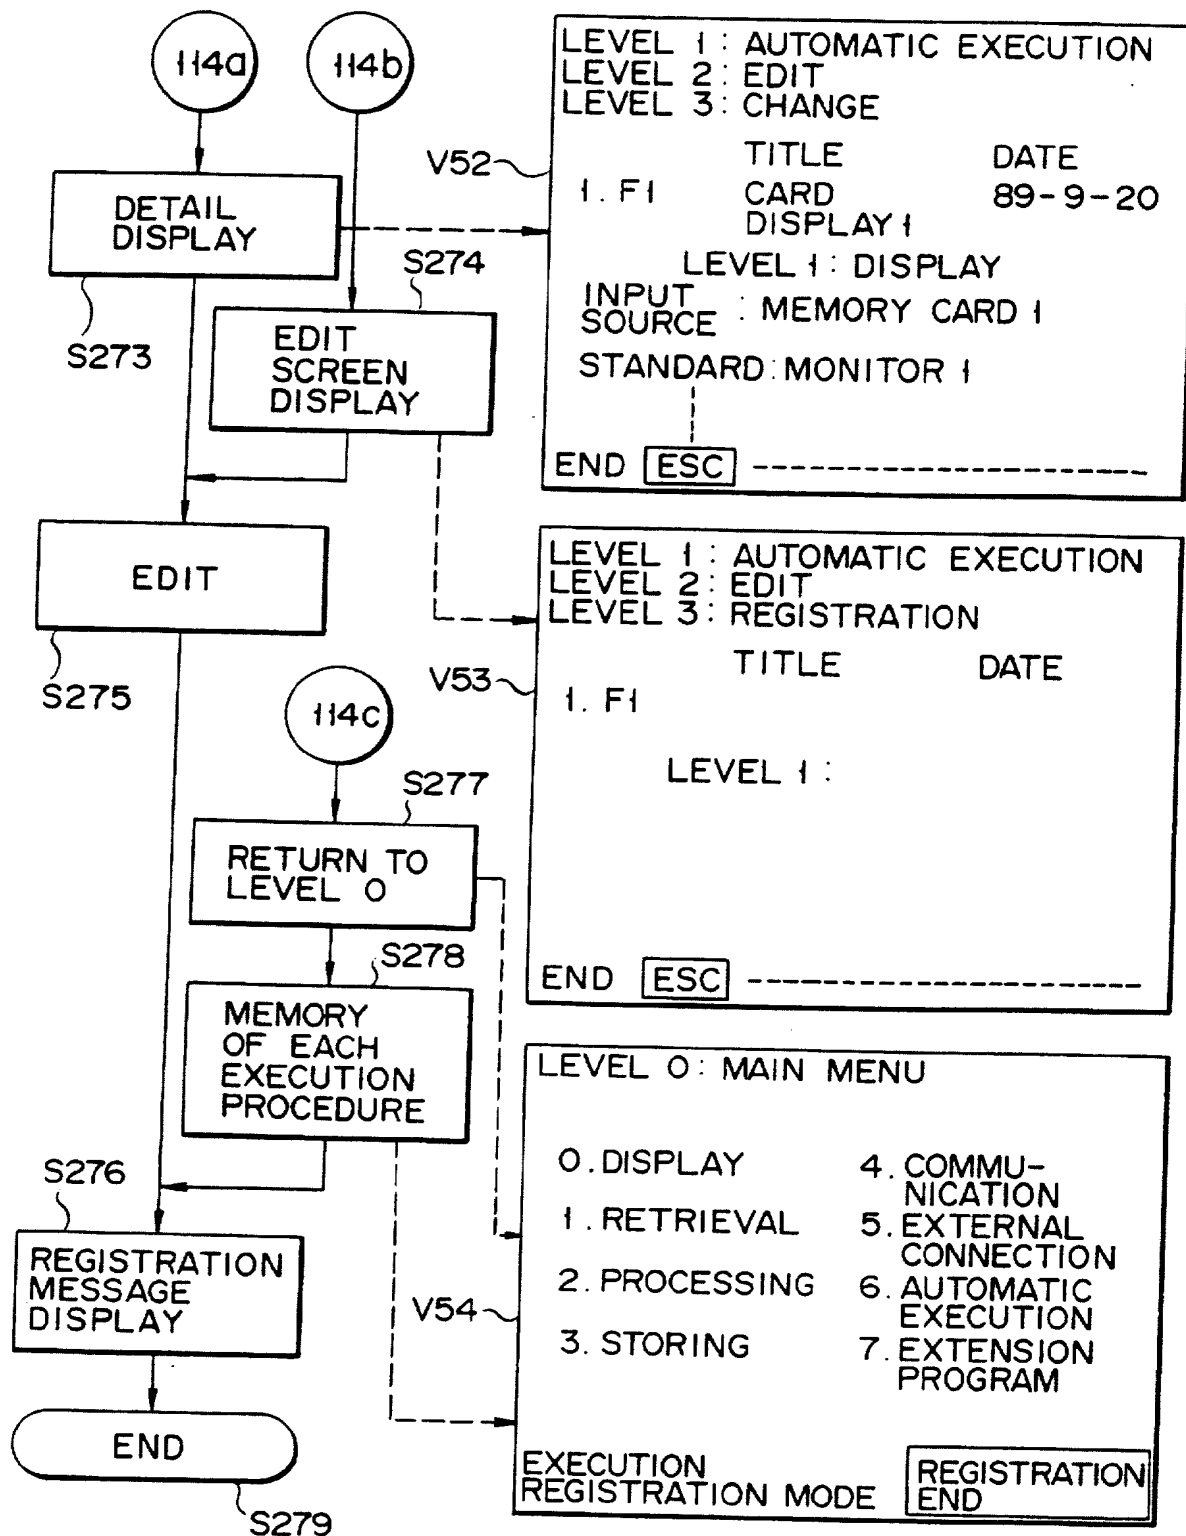 114a
114b
DETAIL
DISPLAY
S273
S274
EDIT
SCREEN
DISPLAY
EDIT
S275
114c
S277
RETURN TO
LEVEL 0
S278
MEMORY
OF EACH
EXECUTION
PROCEDURE
S276
REGISTRATION
MESSAGE
DISPLAY
END
S279
V52
LEVEL 1: AUTOMATIC EXECUTION
LEVEL 2: EDIT
LEVEL 3: CHANGE
TITLE DATE
1. F1 CARD 89-9-20
DISPLAY 1
LEVEL 1: DISPLAY
INPUT
SOURCE : MEMORY CARD 1
STANDARD: MONITOR 1
END ESC
V53
LEVEL 1: AUTOMATIC EXECUTION
LEVEL 2: EDIT
LEVEL 3: REGISTRATION
TITLE DATE
1. F1
LEVEL 1:
END ESC
V54
LEVEL 0: MAIN MENU
0. DISPLAY
1. RETRIEVAL
2. PROCESSING
3. STORING
4. COMMU-
NICATION
5. EXTERNAL
CONNECTION
6. AUTOMATIC
EXECUTION
7. EXTENSION
PROGRAM
EXECUTION
REGISTRATION MODE
REGISTRATION
END